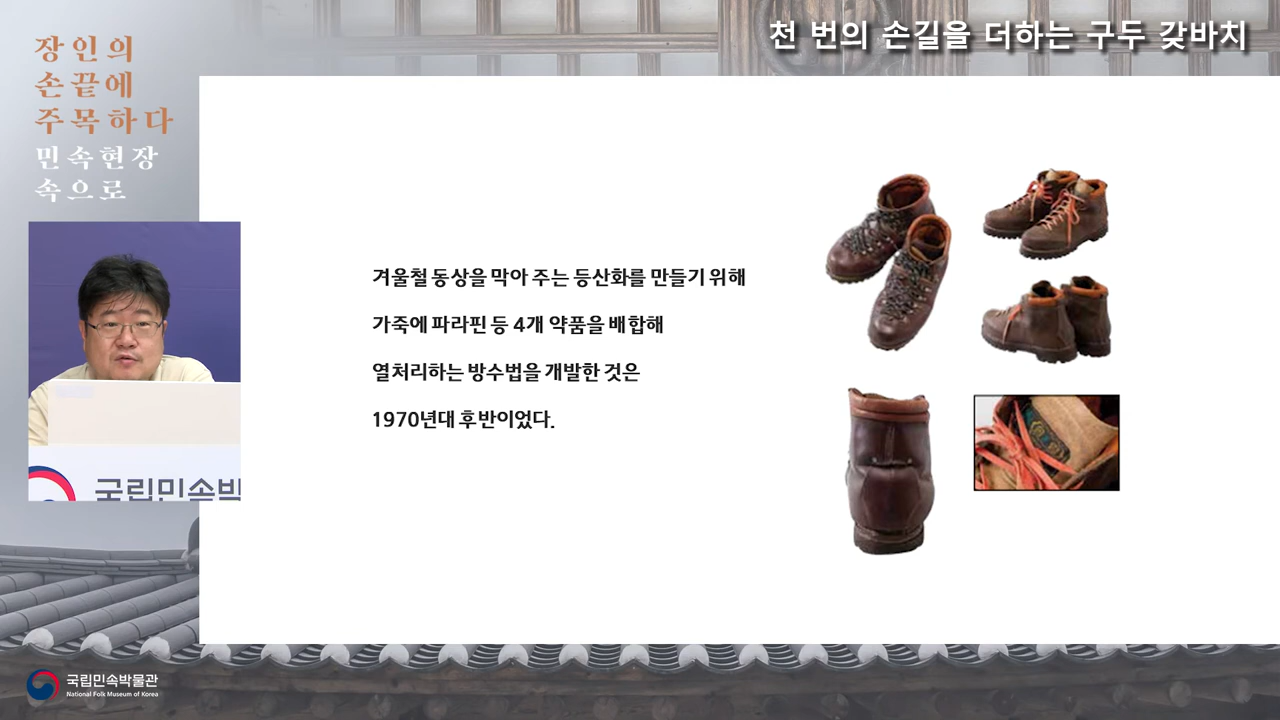 천 번의 손길을 더하는 구두 갖바치
장인의
손끝에
주목하다
민속현장
속으로
겨울철 동상을 막아 주는 등산화를 만들기 위해
가죽에 파라핀 등 4개 약품을 배합해
열처리하는 방수법을 개발한 것은
1970년대 후반이었다.
국립민속박
국립민속박물관
National Folk Museum of Korea